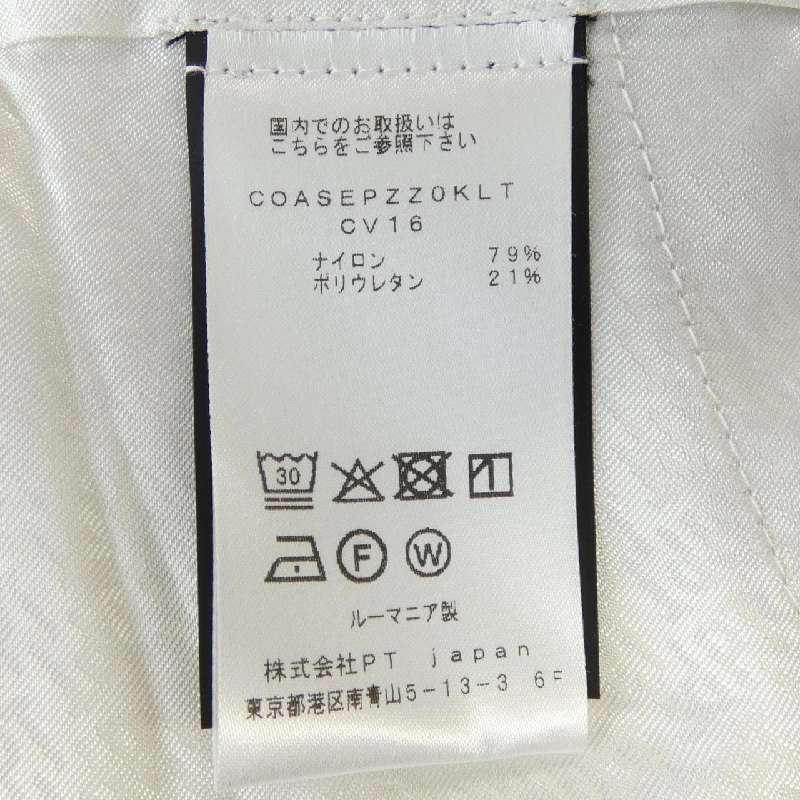 国内でのお取扱いは
こちらをご参照下さい
COASEPZZ0KLT
CV16
ナイロン 79%
ポリウレタン 21%
30
F W
ルーマニア製
株式会社PT japan
東京都港区南青山5-13-3 6F